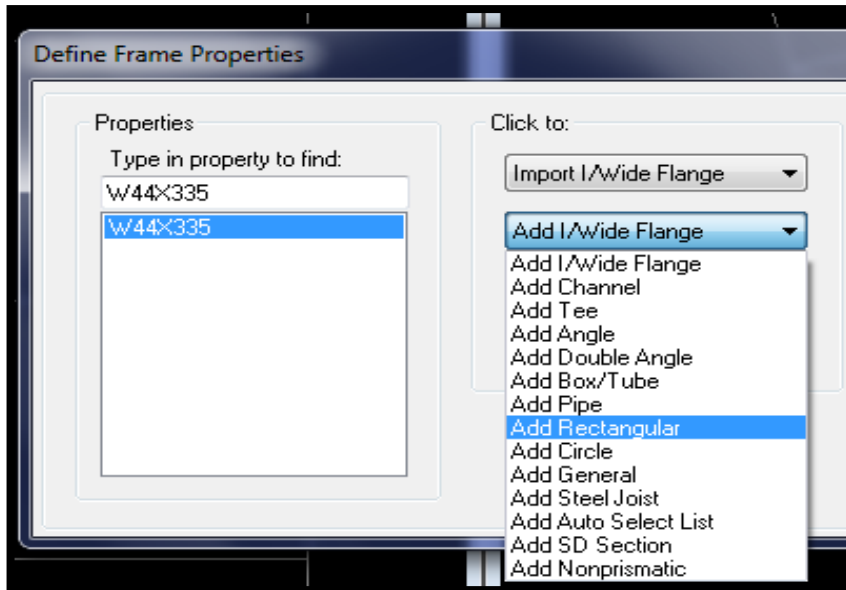 Define Frame Properties
Properties
Type in property to find:
W44X335
W44X335
Click to:
Import I/Wide Flange
Add I/Wide Flange
Add I/Wide Flange
Add Channel
Add Tee
Add Angle
Add Double Angle
Add Box/Tube
Add Pipe
Add Rectangular
Add Circle
Add General
Add Steel Joist
Add Auto Select List
Add SD Section
Add Nonprismatic